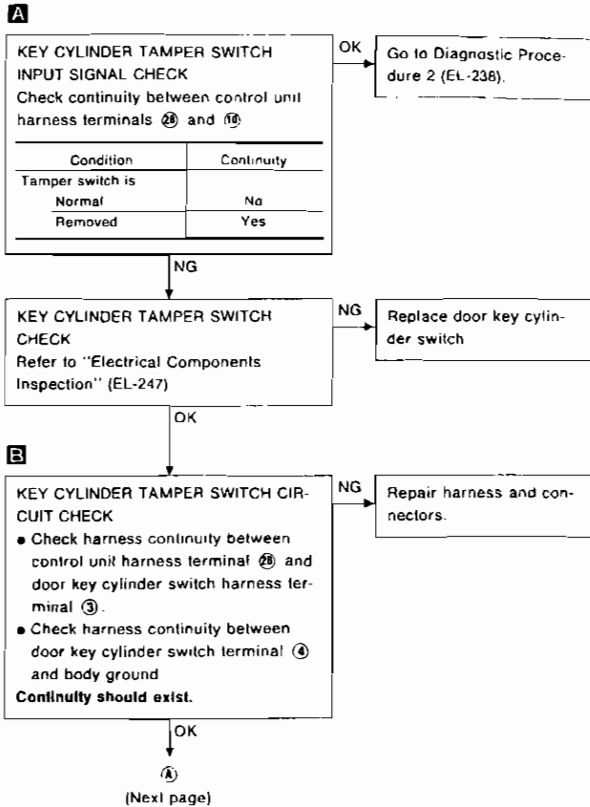 A
KEY CYLINDER TAMPER SWITCH
INPUT SIGNAL CHECK
Check continuity between control unit
harness terminals ㉘ and ⑩
Condition Continuity
Tamper switch is
Normal No
Removed Yes
OK
Go to Diagnostic Proce-
dure 2 (EL-238).
NG
KEY CYLINDER TAMPER SWITCH
CHECK
Refer to "Electrical Components
Inspection" (EL-247)
NG
Replace door key cylin-
der switch
OK
B
KEY CYLINDER TAMPER SWITCH CIR-
CUIT CHECK
● Check harness continuity between
control unit harness terminal ㉘ and
door key cylinder switch harness ter-
minal ③.
● Check harness continuity between
door key cylinder switch terminal ④
and body ground
Continuity should exist.
NG
Repair harness and con-
nectors.
OK
Ⓐ
(Next page)